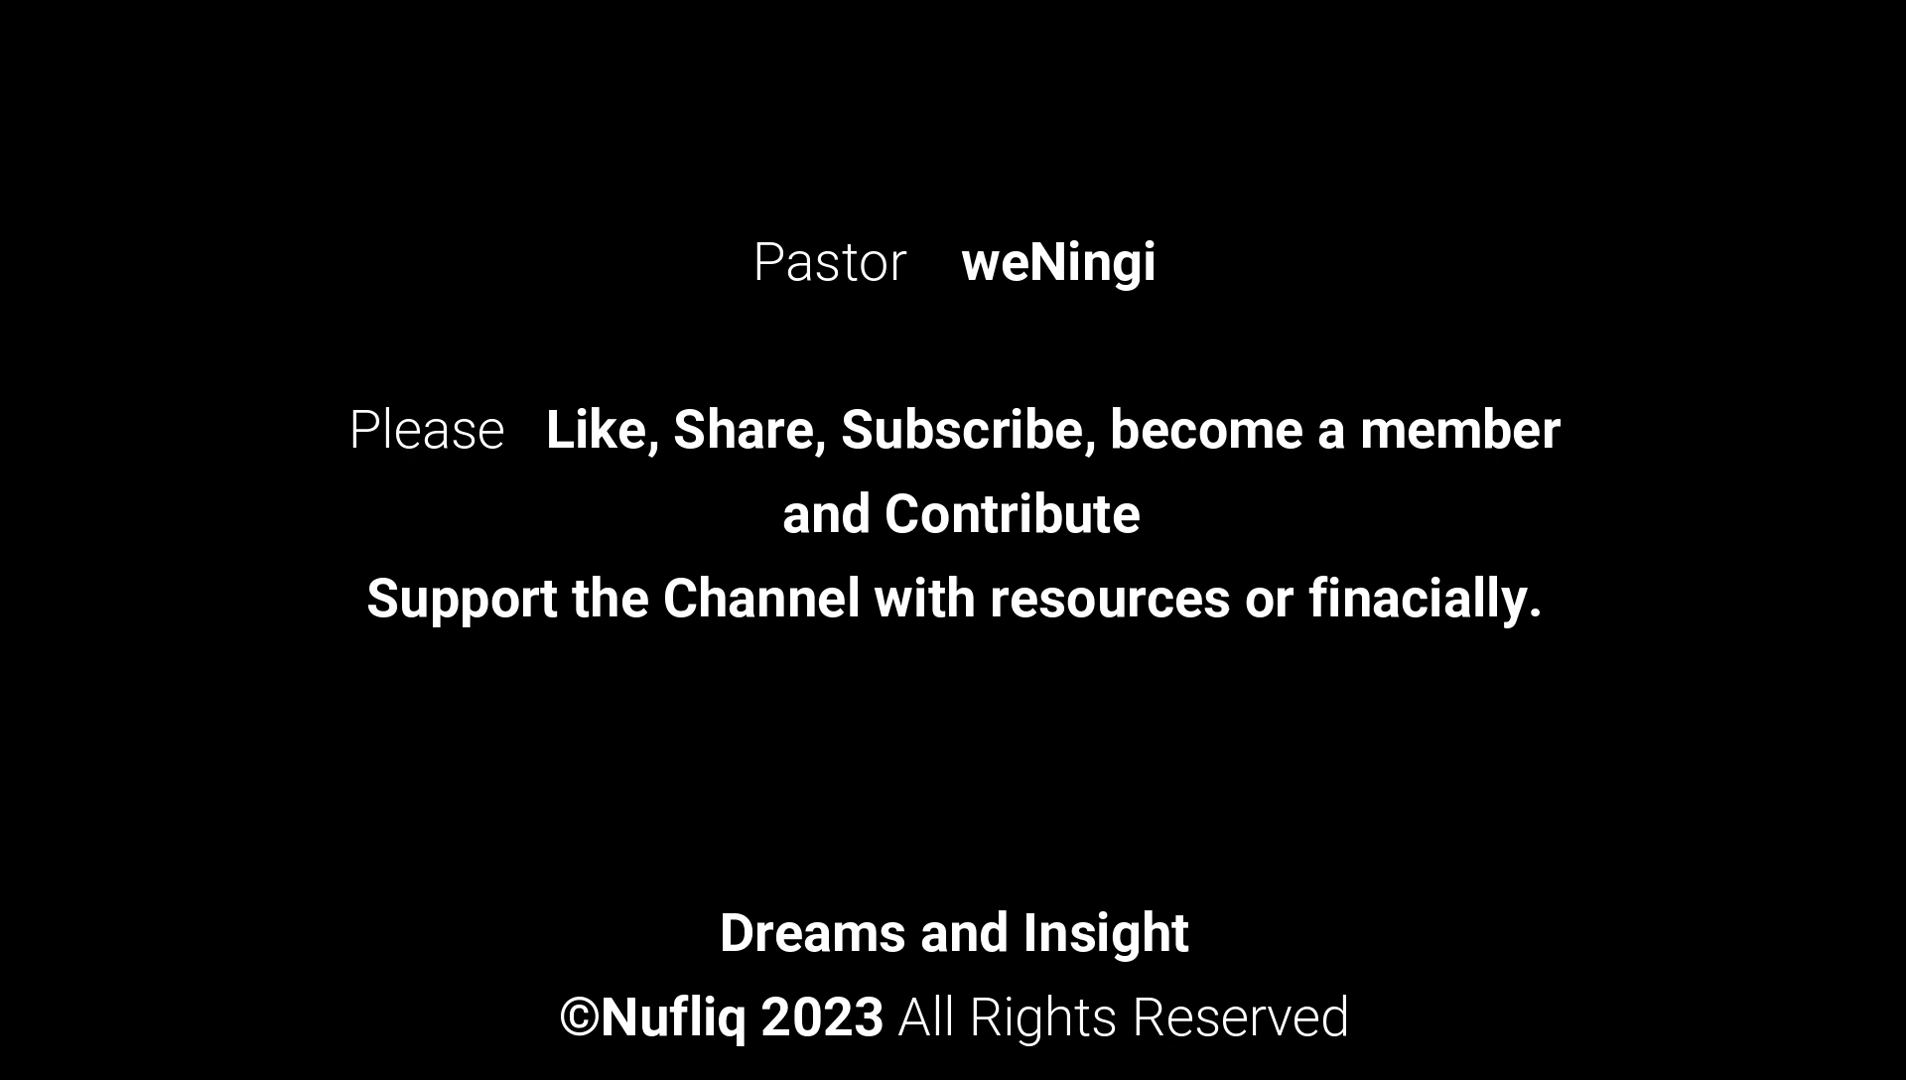 Pastor weNingi
Please Like, Share, Subscribe, become a member
and Contribute
Support the Channel with resources or finacially.
Dreams and Insight
©Nufliq 2023 All Rights Reserved